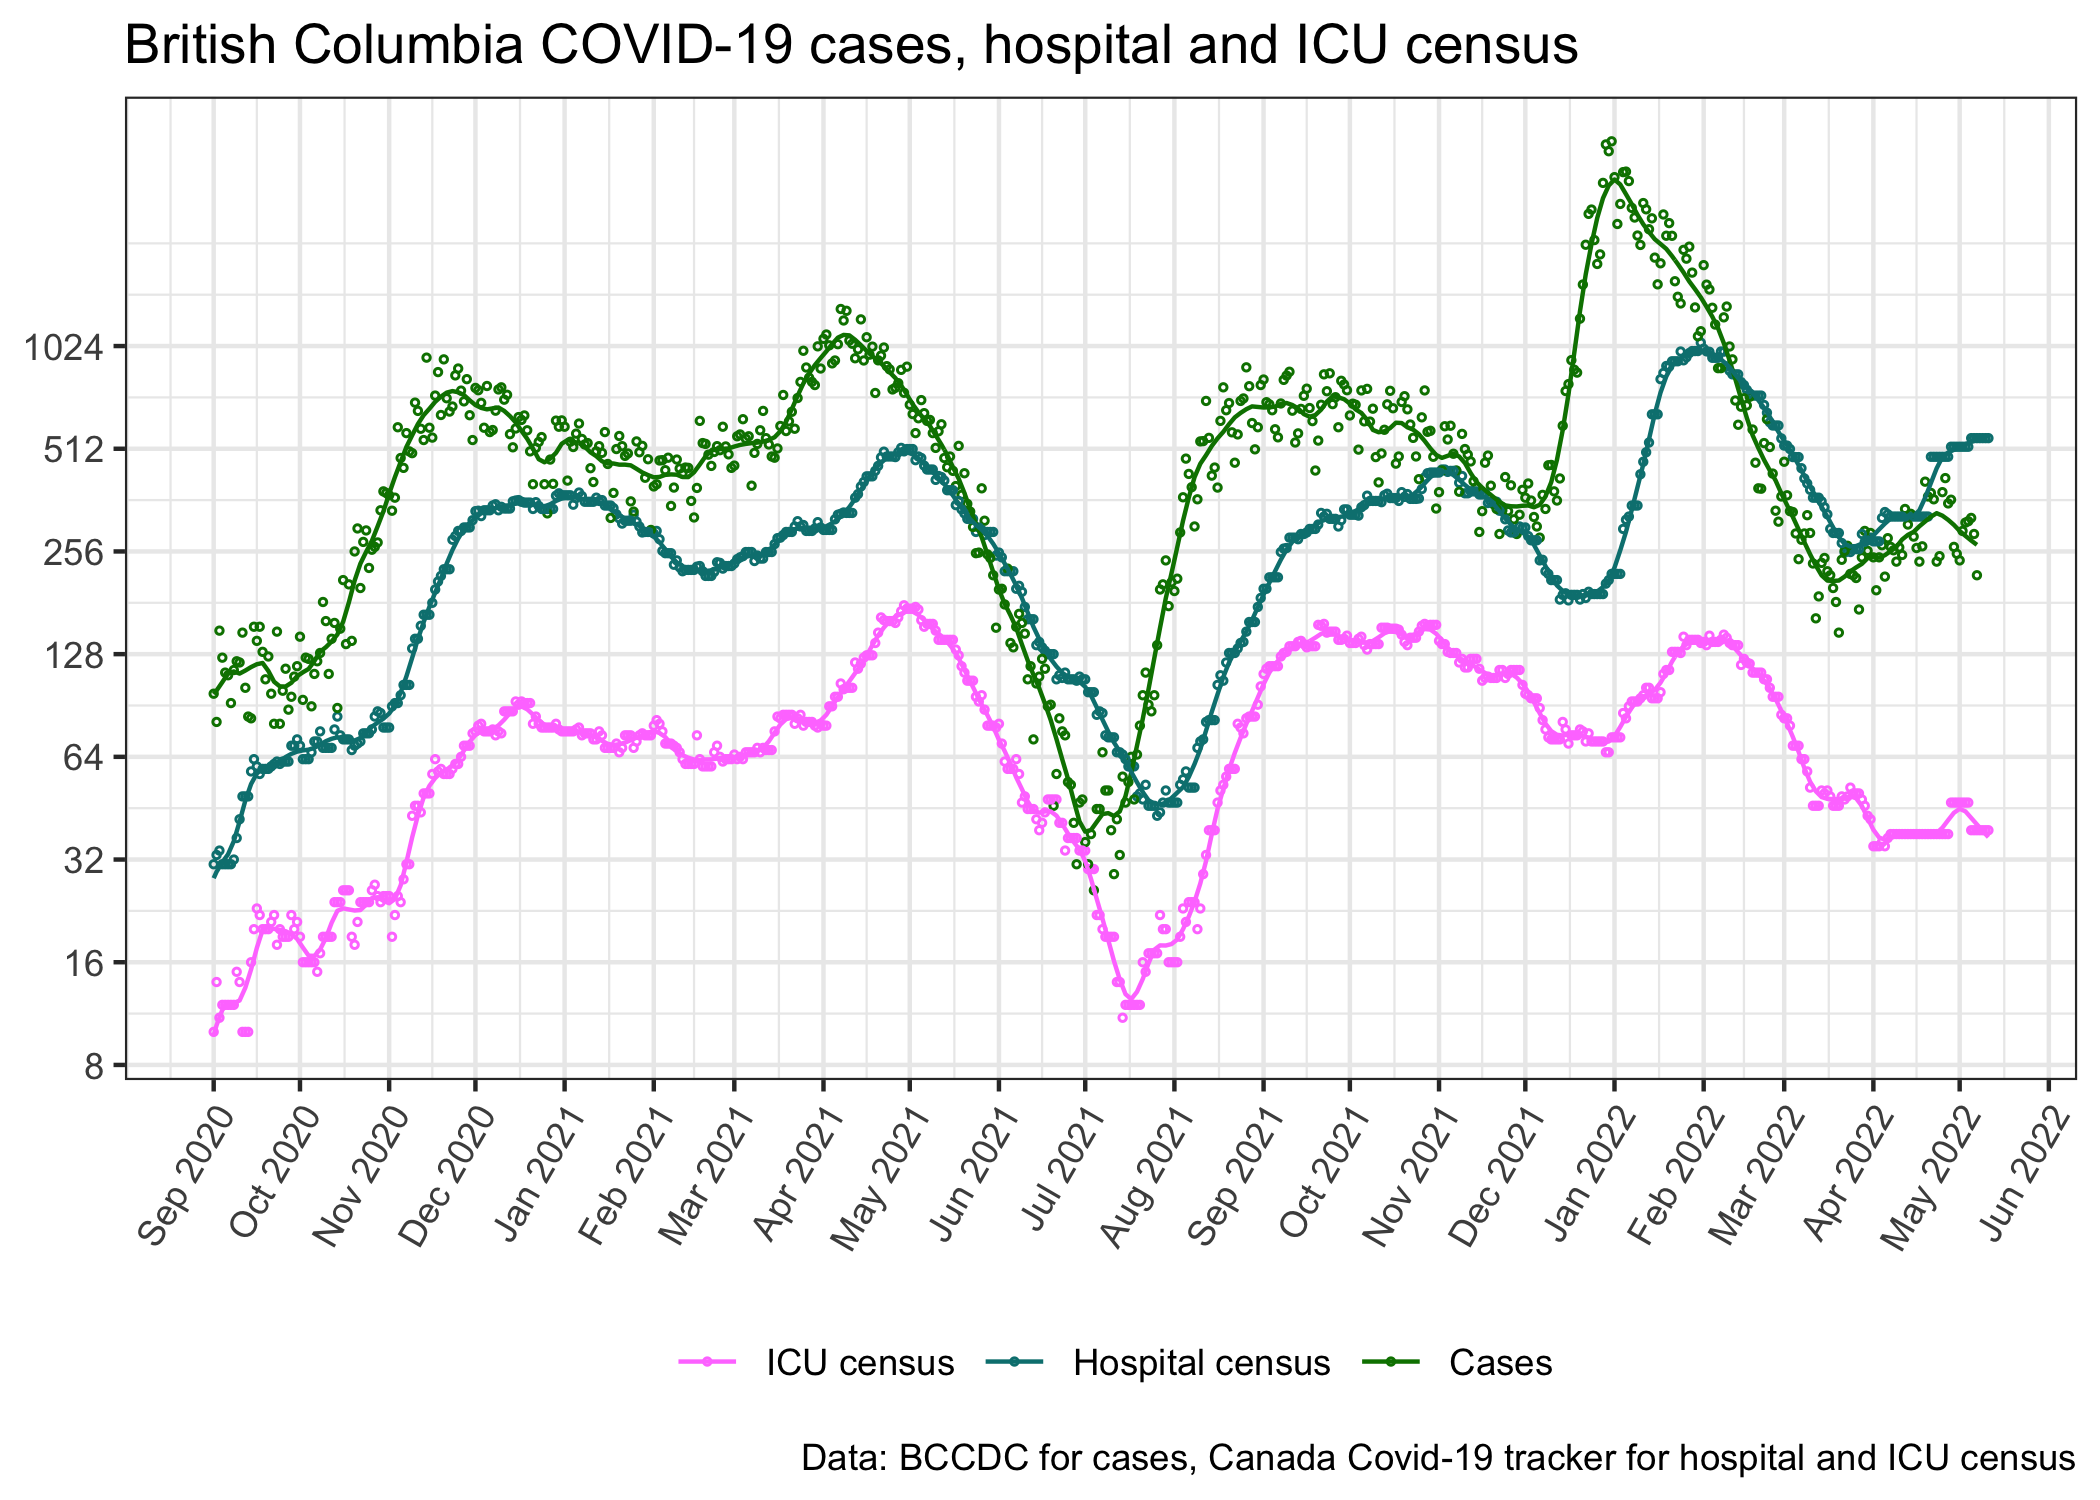 British Columbia COVID-19 cases, hospital and ICU census
1024
512
256
128
64
32
16
8
Sep 2020
Oct 2020
Nov 2020
Dec 2020
Jan 2021
Feb 2021
Mar 2021
Apr 2021
May 2021
Jun 2021
Jul 2021
Aug 2021
Sep 2021
Oct 2021
Nov 2021
Dec 2021
Jan 2022
Feb 2022
Mar 2022
Apr 2022
May 2022
Jun 2022
ICU census Hospital census Cases
Data: BCCDC for cases, Canada Covid-19 tracker for hospital and ICU census